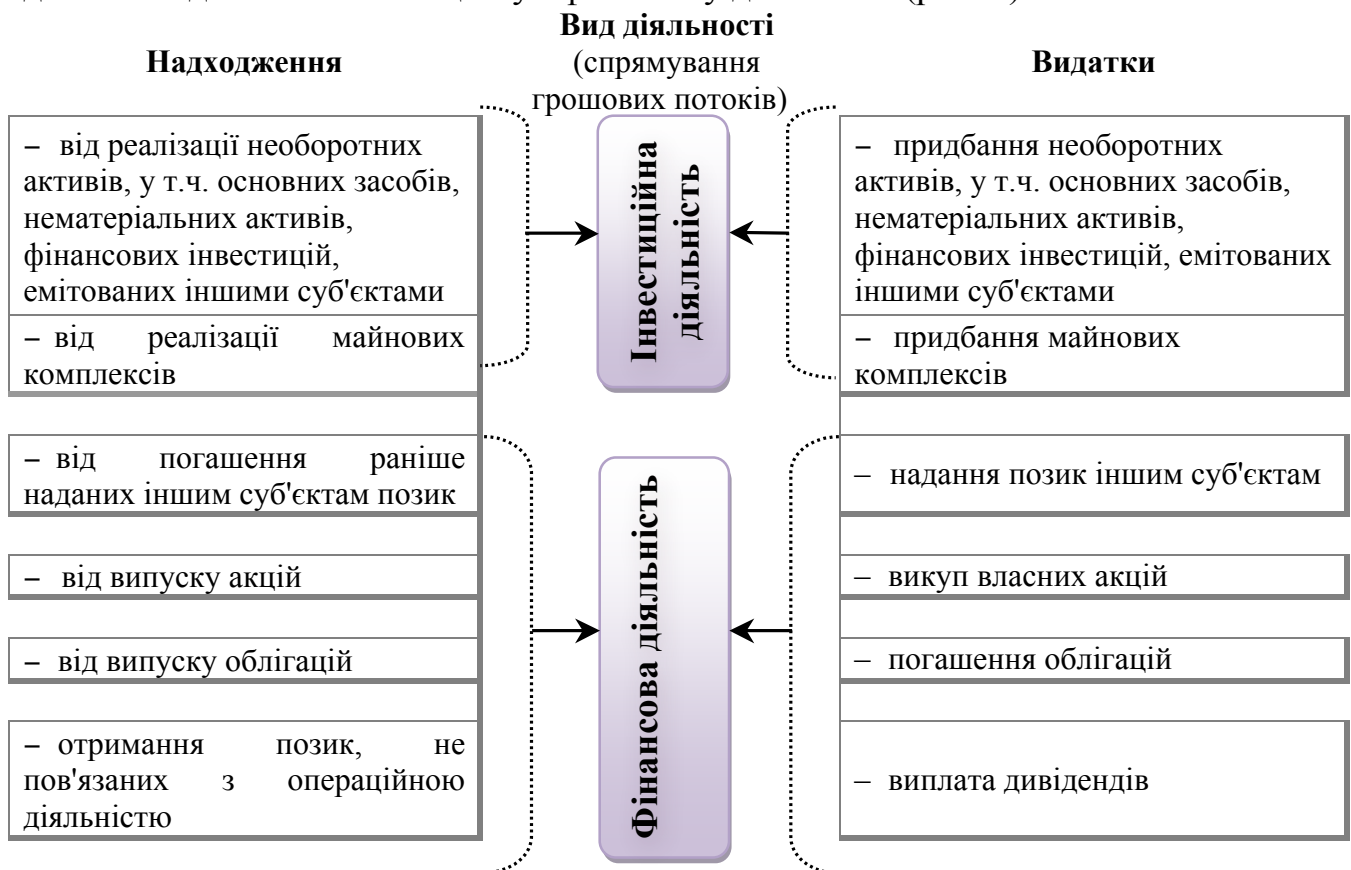 Вид діяльності
(спрямування
грошових потоків)
Надходження
Видатки
– від реалізації необоротних
активів, у т.ч. основних засобів,
нематеріальних активів,
фінансових інвестицій,
емітованих іншими суб'єктами
– від реалізації майнових
комплексів
Інвестиційна
діяльність
– придбання необоротних
активів, у т.ч. основних засобів,
нематеріальних активів,
фінансових інвестицій, емітованих
іншими суб'єктами
– придбання майнових
комплексів
– від погашення раніше
наданих іншим суб'єктам позик
– від випуску акцій
– від випуску облігацій
– отримання позик, не
пов'язаних з операційною
діяльністю
Фінансова діяльність
– надання позик іншим суб'єктам
– викуп власних акцій
– погашення облігацій
– виплата дивідендів